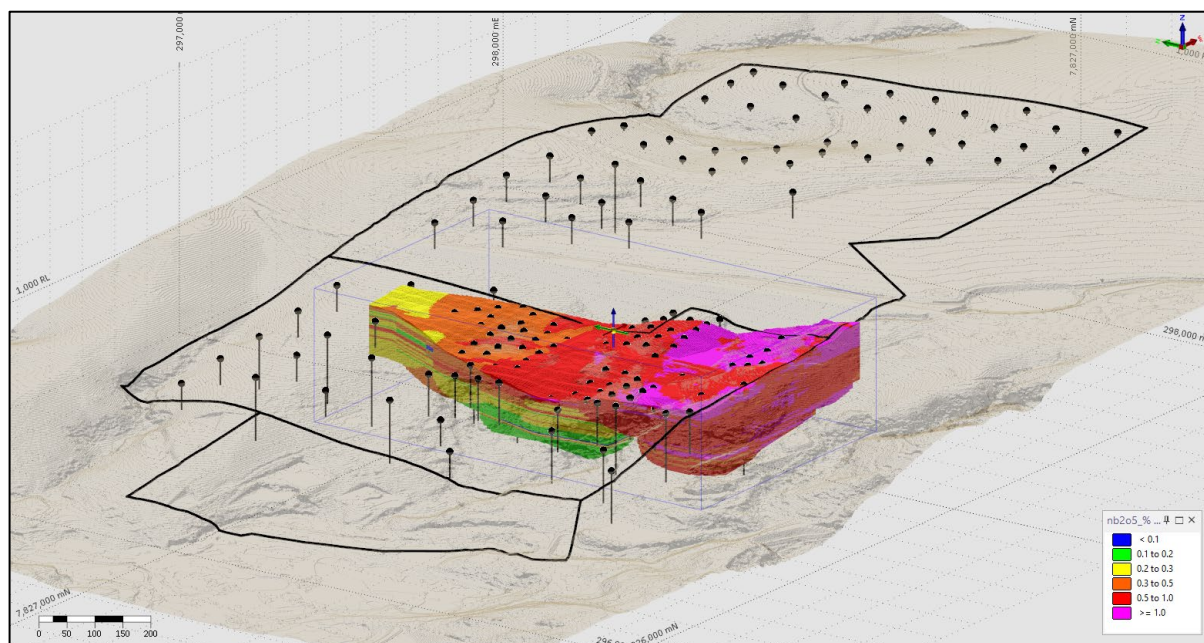 297,000
298,000 mE
7,827,000 mN
N
1,000 RL
298,000
7,827,000 mN
nb2o5_% ...
< 0.1
0.1 to 0.2
0.2 to 0.3
0.3 to 0.5
0.5 to 1.0
>= 1.0
0 50 100 150 200